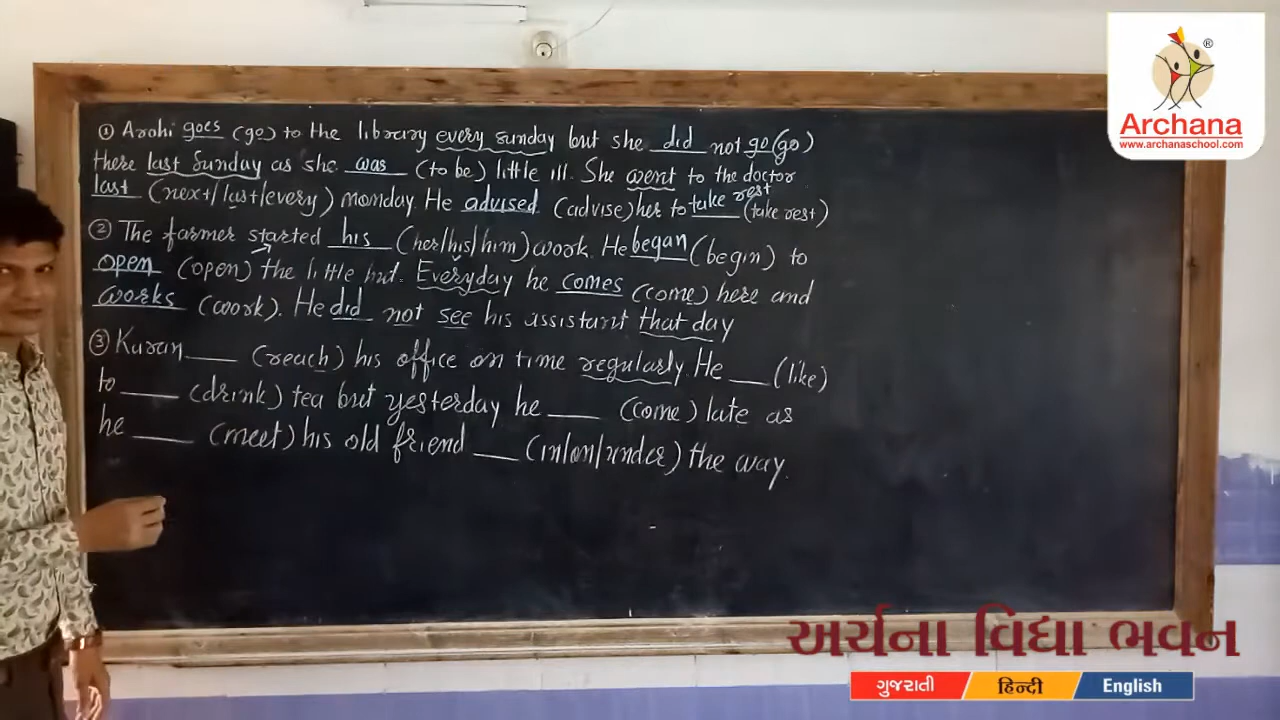 Archana
www.archanaschool.com
① Arohi goes (go) to the library every sunday but she did not go (go)
there last Sunday as she was (to be) little ill. She went to the doctor
last (next/last/every) monday. He advised (advise) her to take rest (take rest)
② The farmer started his (her/his/him) work. He began (begin) to
open (open) the little hut. Everyday he comes (come) here and
works (work). He did not see his assistant that day
③ Karan ____ (reach) his office on time regularly. He ___ (like)
to ____ (drink) tea but yesterday he ____ (come) late as
he ____ (meet) his old friend ___ (in/on/under) the way.
અર્ચના વિદ્યા ભવન
ગુજરાતી हिन्दी English